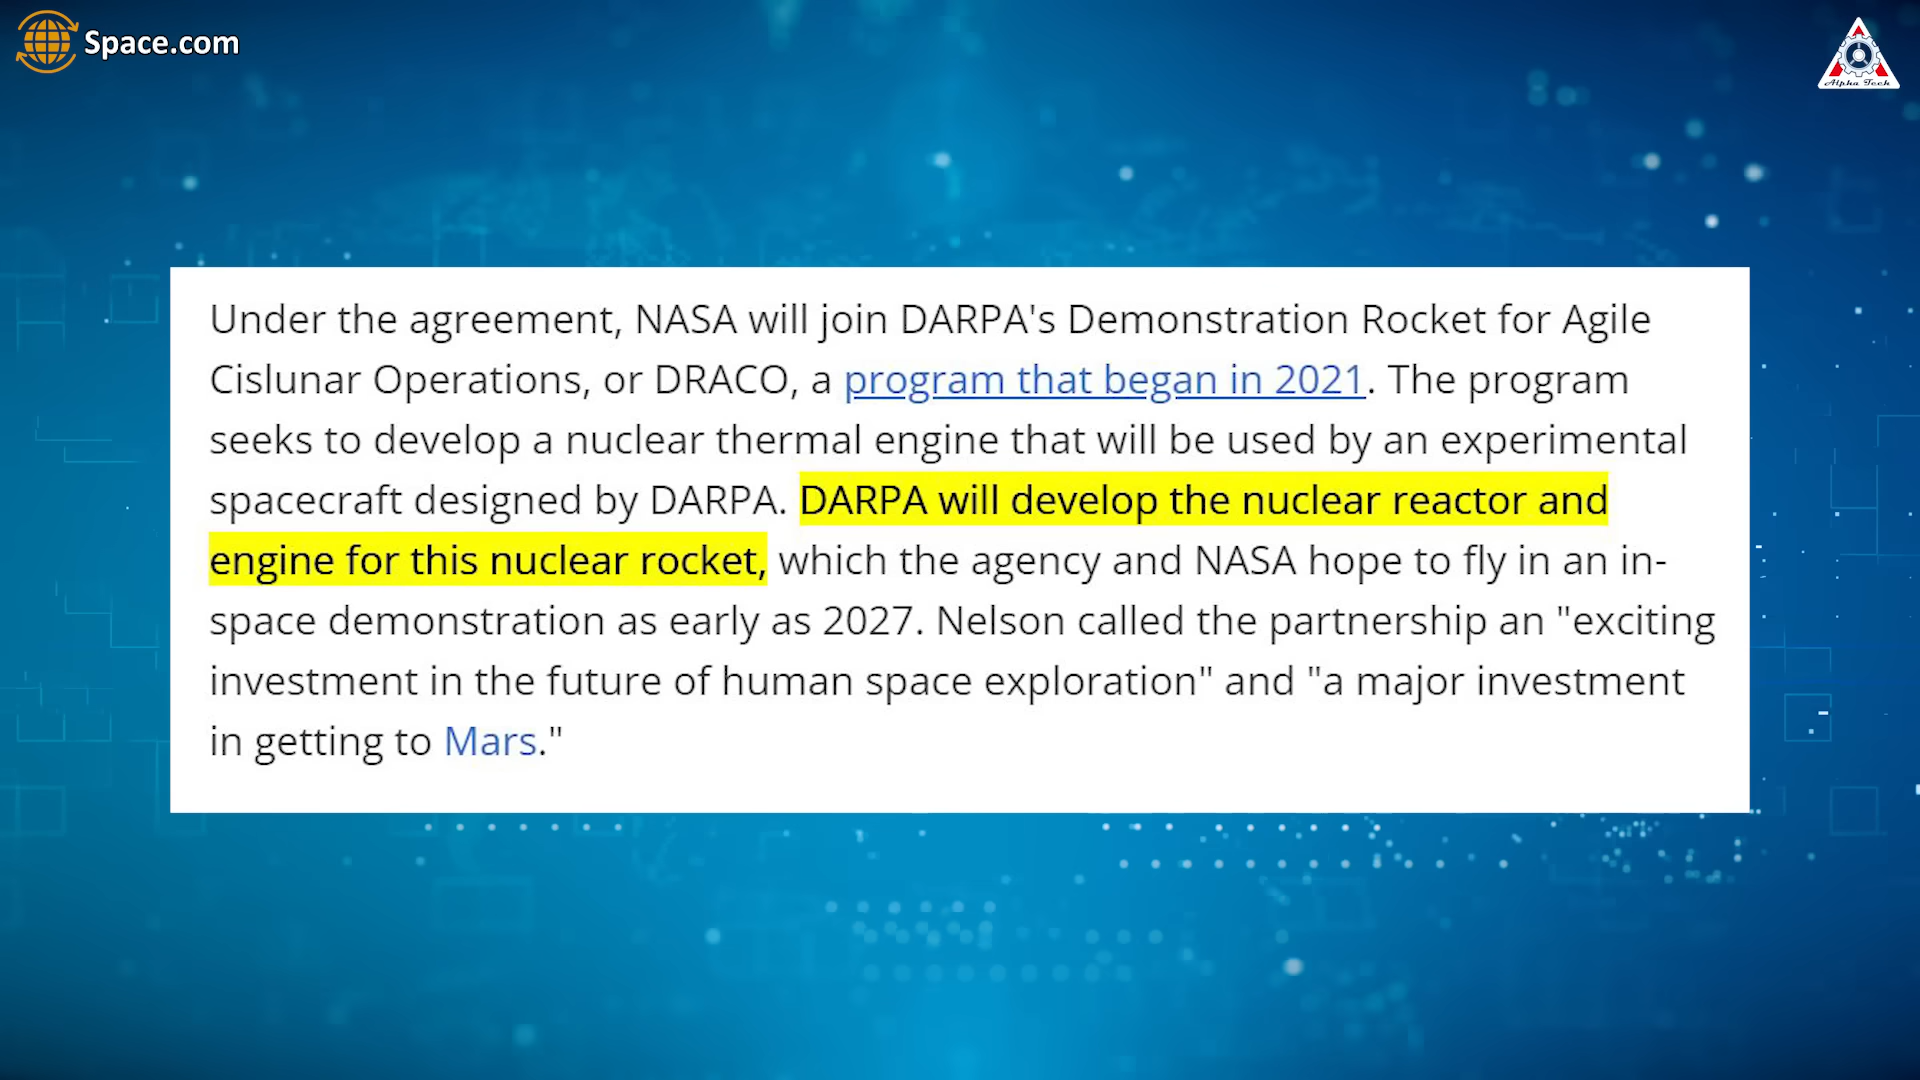 Space.com
Alpha Tech
Under the agreement, NASA will join DARPA's Demonstration Rocket for Agile
Cislunar Operations, or DRACO, a program that began in 2021. The program
seeks to develop a nuclear thermal engine that will be used by an experimental
spacecraft designed by DARPA. DARPA will develop the nuclear reactor and
engine for this nuclear rocket, which the agency and NASA hope to fly in an in-
space demonstration as early as 2027. Nelson called the partnership an "exciting
investment in the future of human space exploration" and "a major investment
in getting to Mars."